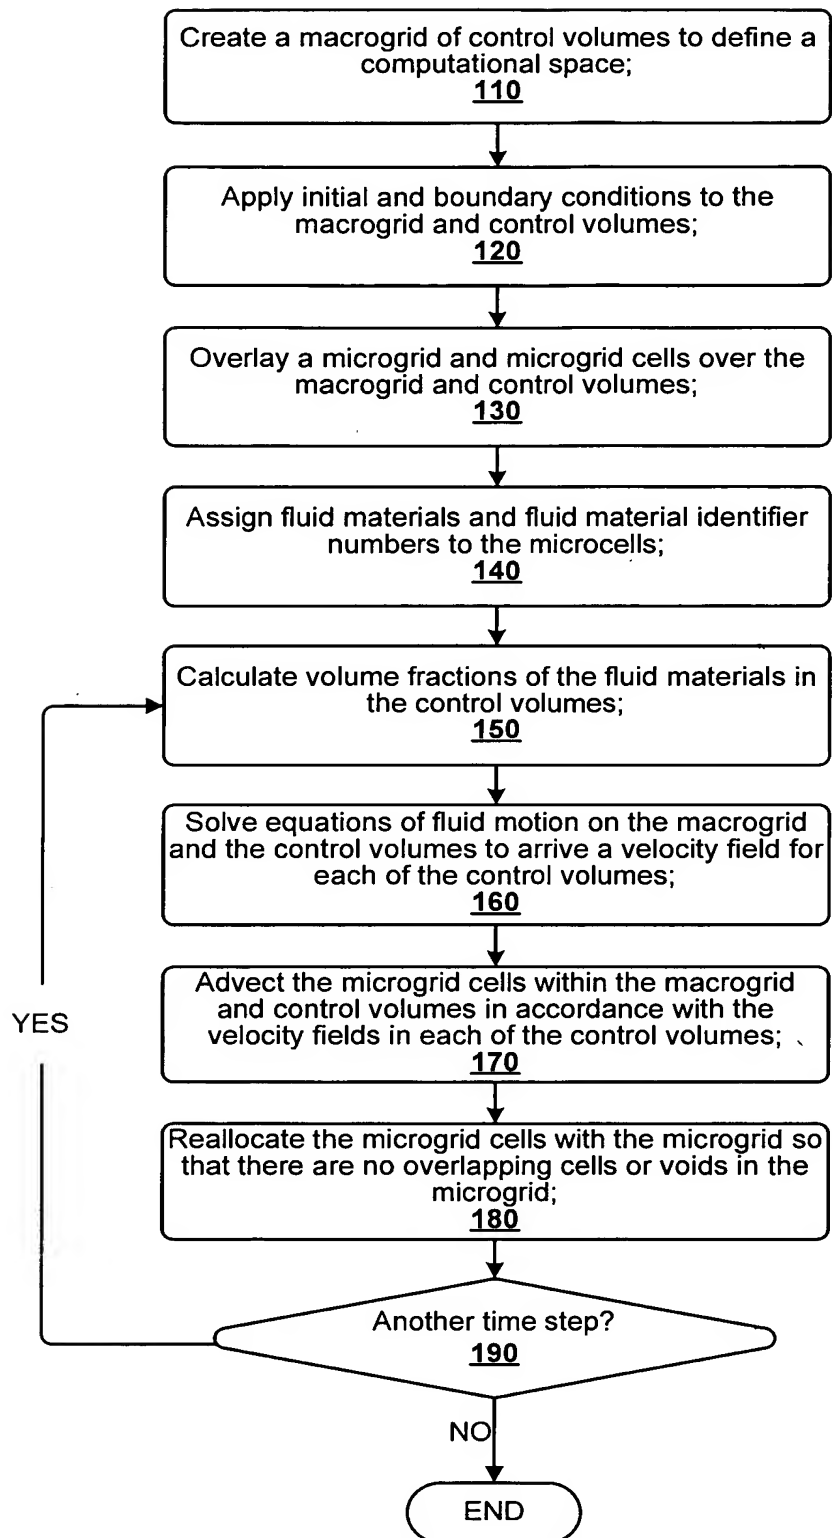 Create a macrogrid of control volumes to define a
computational space;
110
Apply initial and boundary conditions to the
macrogrid and control volumes;
120
Overlay a microgrid and microgrid cells over the
macrogrid and control volumes;
130
Assign fluid materials and fluid material identifier
numbers to the microcells;
140
Calculate volume fractions of the fluid materials in
the control volumes;
150
Solve equations of fluid motion on the macrogrid
and the control volumes to arrive a velocity field for
each of the control volumes;
160
Advect the microgrid cells within the macrogrid
and control volumes in accordance with the
velocity fields in each of the control volumes;
170
Reallocate the microgrid cells with the microgrid so
that there are no overlapping cells or voids in the
microgrid;
180
Another time step?
190
YES
NO
END